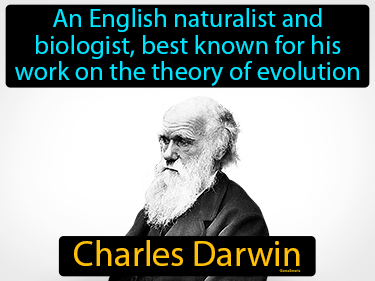 An English naturalist and
biologist, best known for his
work on the theory of evolution
Charles Darwin